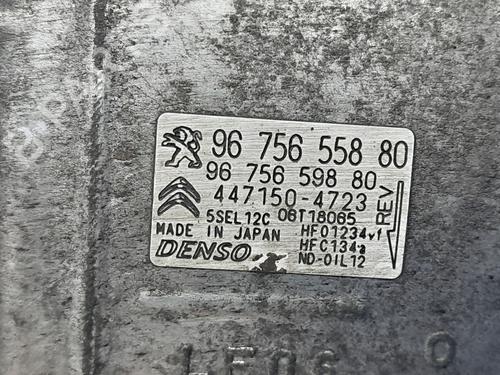 96 756 558 80
96 756 598 80
447150-4723
5SEL12C 06T18065
MADE IN JAPAN HFO1234yf
HFC134a
DENSO ND-OIL12
REV